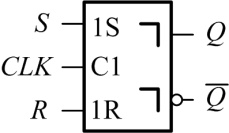 S 1S Q
CLK C1
R 1R Q̅